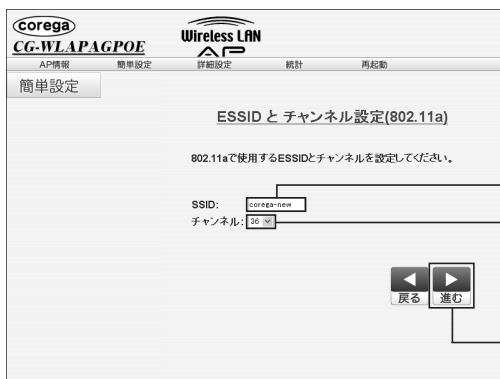 corega
CG-WLAPAGPOE
Wireless LAN
AP
AP情報 簡単設定 詳細設定 統計 再起動
簡単設定
ESSID と チャンネル設定(802.11a)
802.11aで使用するESSIDとチャンネルを設定してください。
SSID: corega-new
チャンネル: 36
戻る 進む